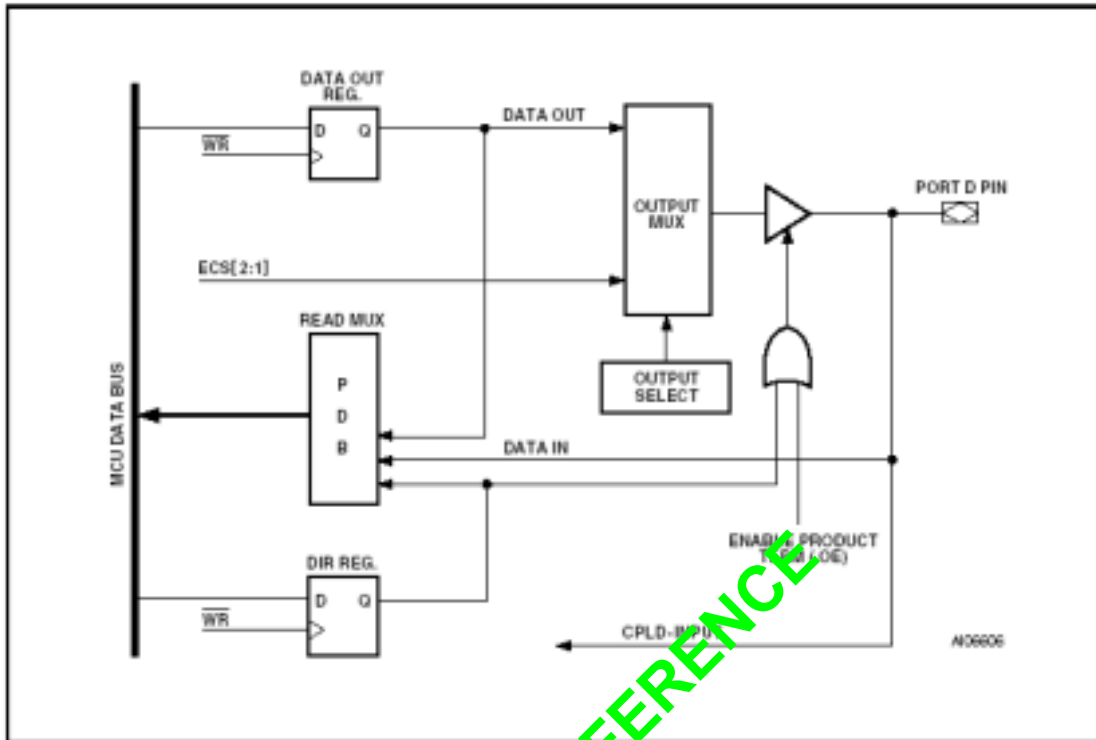 DATA OUT
REG.
D Q
WR
DATA OUT
OUTPUT
MUX
PORT D PIN
ECS[2:1]
READ MUX
P
D
B
OUTPUT
SELECT
MCU DATA BUS
DATA IN
ENABLE PRODUCT
TERM (.OE)
DIR REG.
D Q
WR
CPLD-INPUT
AI06606
FERENCE